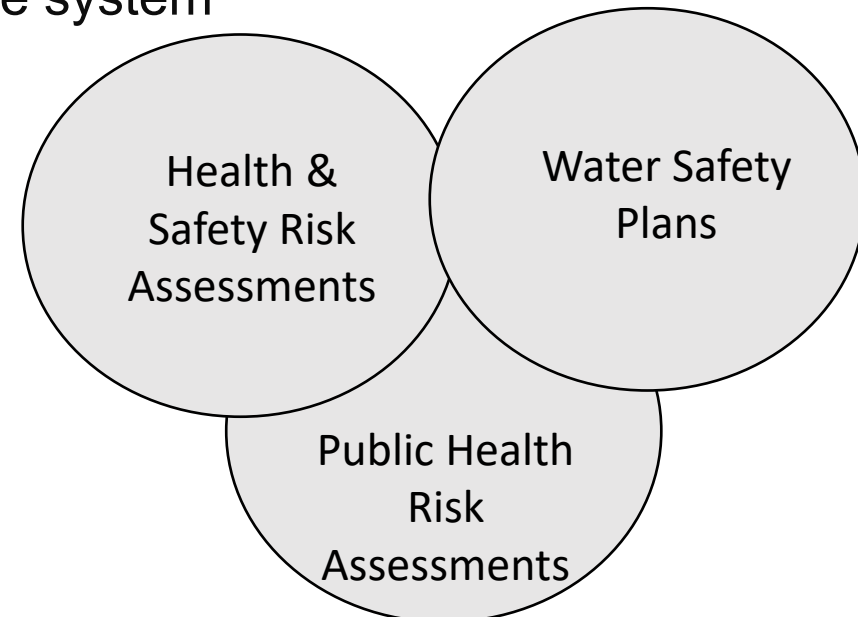 e system
Health &
Safety Risk
Assessments
Water Safety
Plans
Public Health
Risk
Assessments